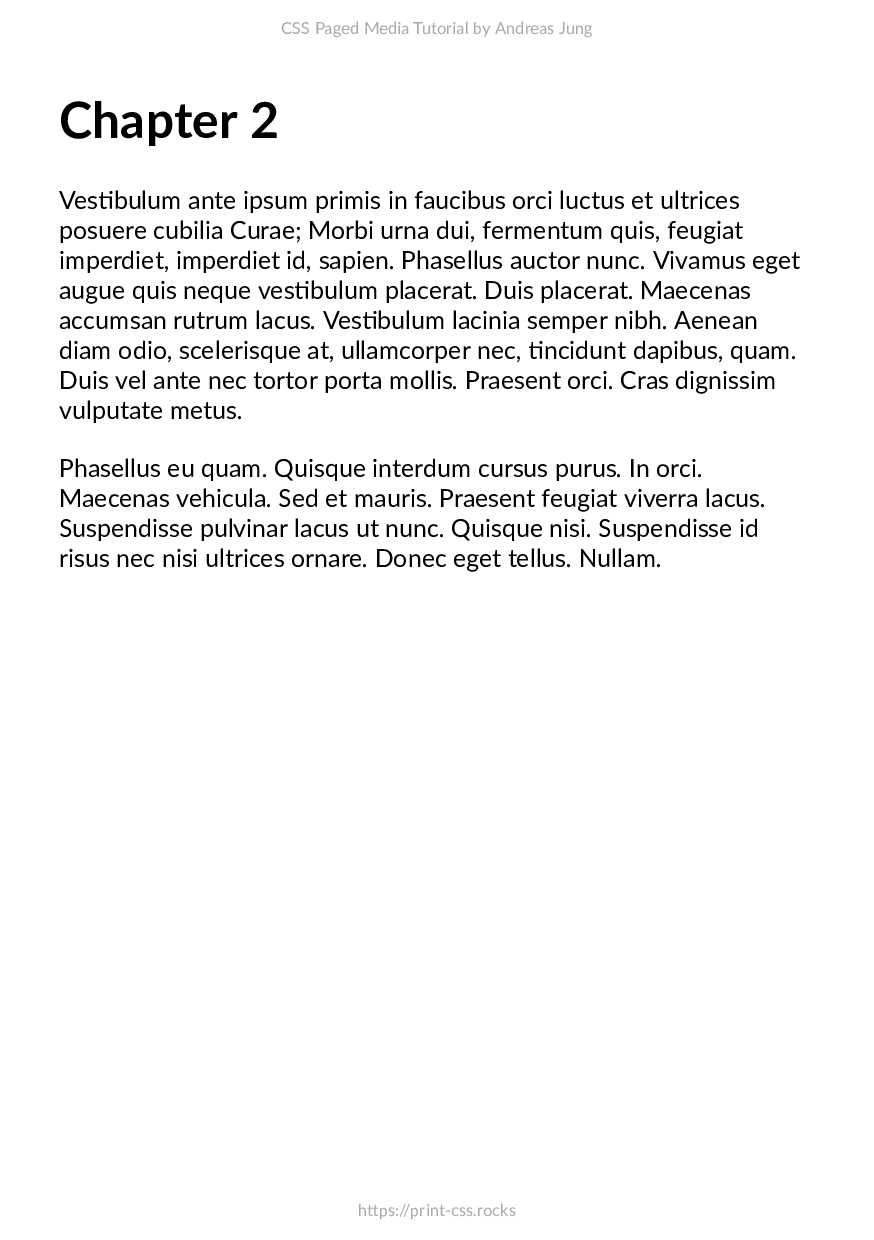 CSS Paged Media Tutorial by Andreas Jung
Chapter 2
Vestibulum ante ipsum primis in faucibus orci luctus et ultrices
posuere cubilia Curae; Morbi urna dui, fermentum quis, feugiat
imperdiet, imperdiet id, sapien. Phasellus auctor nunc. Vivamus eget
augue quis neque vestibulum placerat. Duis placerat. Maecenas
accumsan rutrum lacus. Vestibulum lacinia semper nibh. Aenean
diam odio, scelerisque at, ullamcorper nec, tincidunt dapibus, quam.
Duis vel ante nec tortor porta mollis. Praesent orci. Cras dignissim
vulputate metus.
Phasellus eu quam. Quisque interdum cursus purus. In orci.
Maecenas vehicula. Sed et mauris. Praesent feugiat viverra lacus.
Suspendisse pulvinar lacus ut nunc. Quisque nisi. Suspendisse id
risus nec nisi ultrices ornare. Donec eget tellus. Nullam.
https://print-css.rocks